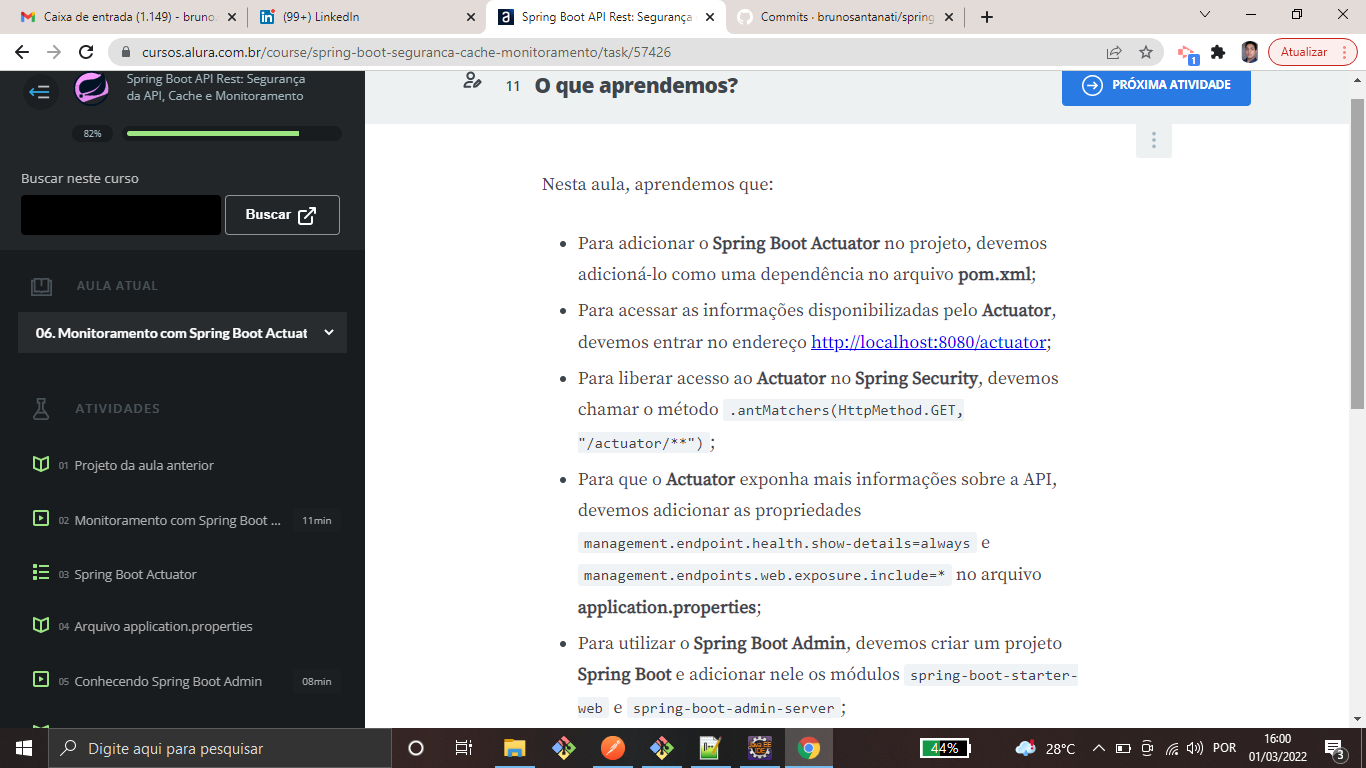 Caixa de entrada (1.149) - bruno
(99+) LinkedIn
Spring Boot API Rest: Segurança
Commits · brunosantanati/spring
cursos.alura.com.br/course/spring-boot-seguranca-cache-monitoramento/task/57426
1
Atualizar
Spring Boot API Rest: Segurança
da API, Cache e Monitoramento
82%
Buscar neste curso
Buscar
AULA ATUAL
06. Monitoramento com Spring Boot Actuat
ATIVIDADES
01 Projeto da aula anterior
02 Monitoramento com Spring Boot ... 11min
03 Spring Boot Actuator
04 Arquivo application.properties
05 Conhecendo Spring Boot Admin 08min
11 O que aprendemos?
PRÓXIMA ATIVIDADE
Nesta aula, aprendemos que:
• Para adicionar o Spring Boot Actuator no projeto, devemos
adicioná-lo como uma dependência no arquivo pom.xml;
• Para acessar as informações disponibilizadas pelo Actuator,
devemos entrar no endereço http://localhost:8080/actuator;
• Para liberar acesso ao Actuator no Spring Security, devemos
chamar o método .antMatchers(HttpMethod.GET,
"/actuator/**");
• Para que o Actuator exponha mais informações sobre a API,
devemos adicionar as propriedades
management.endpoint.health.show-details=always e
management.endpoints.web.exposure.include=* no arquivo
application.properties;
• Para utilizar o Spring Boot Admin, devemos criar um projeto
Spring Boot e adicionar nele os módulos spring-boot-starter-
web e spring-boot-admin-server;
Digite aqui para pesquisar
44%
28°C
POR
16:00
01/03/2022
3